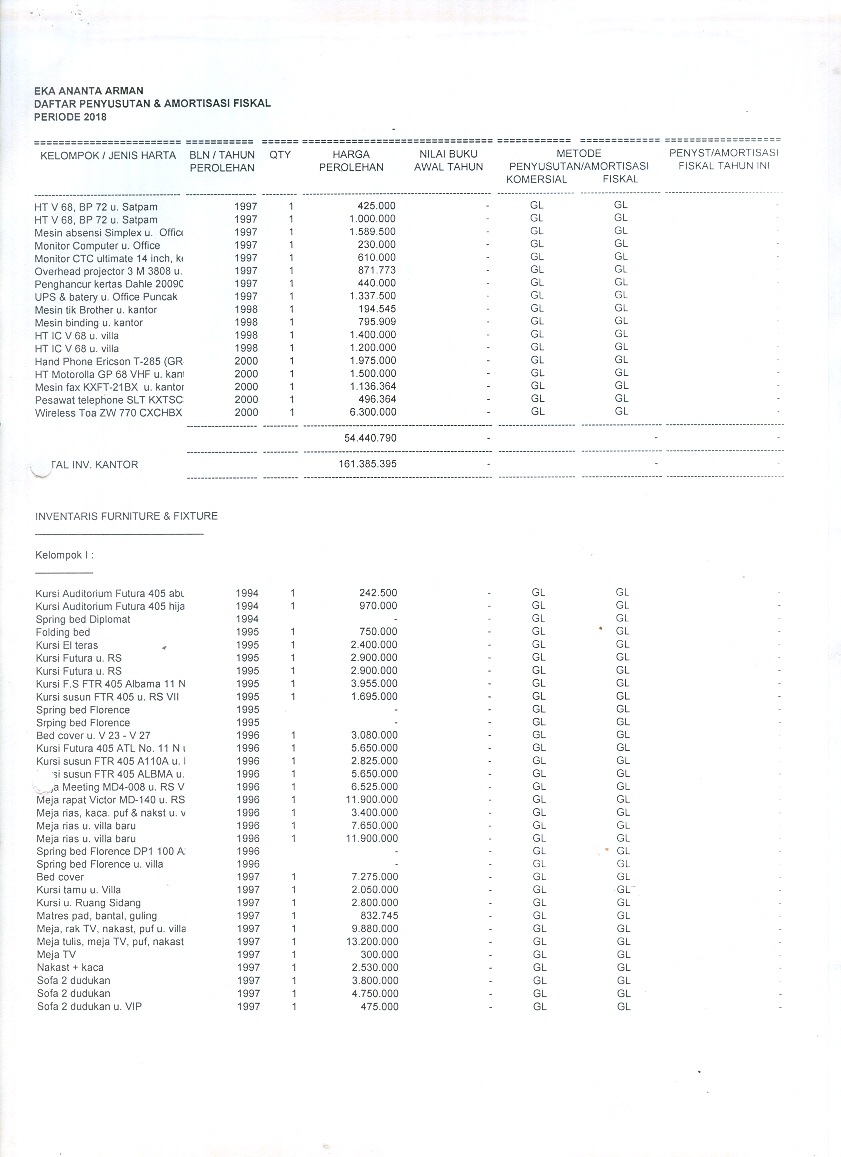 EKA ANANTA ARMAN
DAFTAR PENYUSUTAN & AMORTISASI FISKAL
PERIODE 2018
KELOMPOK / JENIS HARTA BLN / TAHUN QTY HARGA NILAI BUKU METODE PENYST/AMORTISASI
PEROLEHAN PEROLEHAN AWAL TAHUN PENYUSUTAN/AMORTISASI FISKAL TAHUN INI
KOMERSIAL FISKAL
HT V 68, BP 72 u. Satpam 1997 1 425.000 - GL GL -
HT V 68, BP 72 u. Satpam 1997 1 1.000.000 - GL GL -
Mesin absensi Simplex u. Office 1997 1 1.589.500 - GL GL -
Monitor Computer u. Office 1997 1 230.000 - GL GL -
Monitor CTC ultimate 14 inch, k 1997 1 610.000 - GL GL -
Overhead projector 3 M 3808 u. 1997 1 871.773 - GL GL -
Penghancur kertas Dahle 20090 1997 1 440.000 - GL GL -
UPS & batery u. Office Puncak 1997 1 1.337.500 - GL GL -
Mesin tik Brother u. kantor 1998 1 194.545 - GL GL -
Mesin binding u. kantor 1998 1 795.909 - GL GL -
HT IC V 68 u. villa 1998 1 1.400.000 - GL GL -
HT IC V 68 u. villa 1998 1 1.200.000 - GL GL -
Hand Phone Ericson T-285 (GR 2000 1 1.975.000 - GL GL -
HT Motorolla GP 68 VHF u. kant 2000 1 1.500.000 - GL GL -
Mesin fax KXFT-21BX u. kantor 2000 1 1.136.364 - GL GL -
Pesawat telephone SLT KXTSC 2000 1 496.364 - GL GL -
Wireless Toa ZW 770 CXCHBX 2000 1 6.300.000 - GL GL -
54.440.790 - - -
TAL INV. KANTOR 161.385.395 - - -
INVENTARIS FURNITURE & FIXTURE
Kelompok I :
Kursi Auditorium Futura 405 abu 1994 1 242.500 - GL GL -
Kursi Auditorium Futura 405 hija 1994 1 970.000 - GL GL -
Spring bed Diplomat 1994 - - GL GL -
Folding bed 1995 1 750.000 - GL GL -
Kursi El teras 1995 1 2.400.000 - GL GL -
Kursi Futura u. RS 1995 1 2.900.000 - GL GL -
Kursi Futura u. RS 1995 1 2.900.000 - GL GL -
Kursi F.S FTR 405 Albama 11 N 1995 1 3.955.000 - GL GL -
Kursi susun FTR 405 u. RS VII 1995 1 1.695.000 - GL GL -
Spring bed Florence 1995 - - GL GL -
Srping bed Florence 1995 - - GL GL -
Bed cover u. V 23 - V 27 1996 1 3.080.000 - GL GL -
Kursi Futura 405 ATL No. 11 N u 1996 1 5.650.000 - GL GL -
Kursi susun FTR 405 A110A u. 1996 1 2.825.000 - GL GL -
si susun FTR 405 ALBMA u. 1996 1 5.650.000 - GL GL -
a Meeting MD4-008 u. RS V 1996 1 6.525.000 - GL GL -
Meja rapat Victor MD-140 u. RS 1996 1 11.900.000 - GL GL -
Meja rias, kaca. puf & nakst u. v 1996 1 3.400.000 - GL GL -
Meja rias u. villa baru 1996 1 7.650.000 - GL GL -
Meja rias u. villa baru 1996 1 11.900.000 - GL GL -
Spring bed Florence DP1 100 A 1996 - - GL GL -
Spring bed Florence u. villa 1996 - - GL GL -
Bed cover 1997 1 7.275.000 - GL GL -
Kursi tamu u. Villa 1997 1 2.050.000 - GL GL -
Kursi u. Ruang Sidang 1997 1 2.800.000 - GL GL -
Matres pad, bantal, guling 1997 1 832.745 - GL GL -
Meja, rak TV, nakast, puf u. villa 1997 1 9.880.000 - GL GL -
Meja tulis, meja TV, puf, nakast 1997 1 13.200.000 - GL GL -
Meja TV 1997 1 300.000 - GL GL -
Nakast + kaca 1997 1 2.530.000 - GL GL -
Sofa 2 dudukan 1997 1 3.800.000 - GL GL -
Sofa 2 dudukan 1997 1 4.750.000 - GL GL -
Sofa 2 dudukan u. VIP 1997 1 475.000 - GL GL -